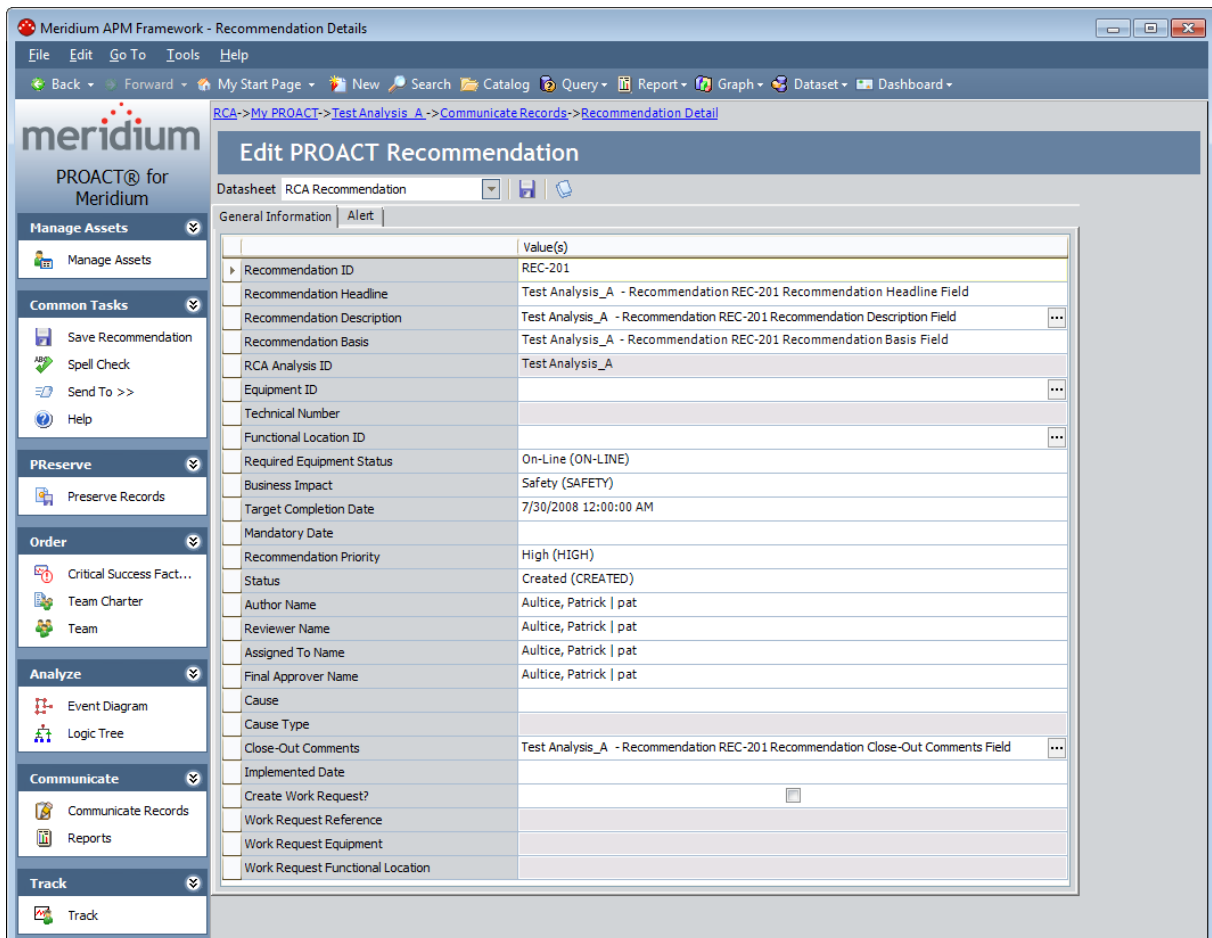 Meridium APM Framework - Recommendation Details
File Edit Go To Tools Help
Back Forward My Start Page New Search Catalog Query Report Graph Dataset Dashboard
meridium
PROACT® for
Meridium
Manage Assets
Manage Assets
Common Tasks
Save Recommendation
ABC
Spell Check
Send To >>
Help
PReserve
Preserve Records
Order
Critical Success Fact...
Team Charter
Team
Analyze
Event Diagram
Logic Tree
Communicate
Communicate Records
Reports
Track
Track
RCA->My PROACT->Test Analysis_A ->Communicate Records->Recommendation Detail
Edit PROACT Recommendation
Datasheet RCA Recommendation
General Information Alert
Value(s)
Recommendation ID REC-201
Recommendation Headline Test Analysis_A - Recommendation REC-201 Recommendation Headline Field
Recommendation Description Test Analysis_A - Recommendation REC-201 Recommendation Description Field ...
Recommendation Basis Test Analysis_A - Recommendation REC-201 Recommendation Basis Field
RCA Analysis ID Test Analysis_A
Equipment ID ...
Technical Number
Functional Location ID ...
Required Equipment Status On-Line (ON-LINE)
Business Impact Safety (SAFETY)
Target Completion Date 7/30/2008 12:00:00 AM
Mandatory Date
Recommendation Priority High (HIGH)
Status Created (CREATED)
Author Name Aultice, Patrick | pat
Reviewer Name Aultice, Patrick | pat
Assigned To Name Aultice, Patrick | pat
Final Approver Name Aultice, Patrick | pat
Cause
Cause Type
Close-Out Comments Test Analysis_A - Recommendation REC-201 Recommendation Close-Out Comments Field ...
Implemented Date
Create Work Request?
Work Request Reference
Work Request Equipment
Work Request Functional Location